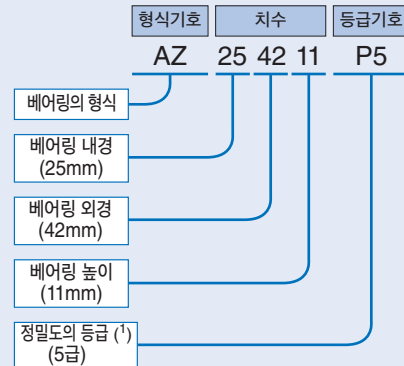 형식기호 치수 등급기호
AZ 25 42 11 P5
베어링의 형식
베어링 내경
(25mm)
베어링 외경
(42mm)
베어링 높이
(11mm)
정밀도의 등급 (¹)
(5급)